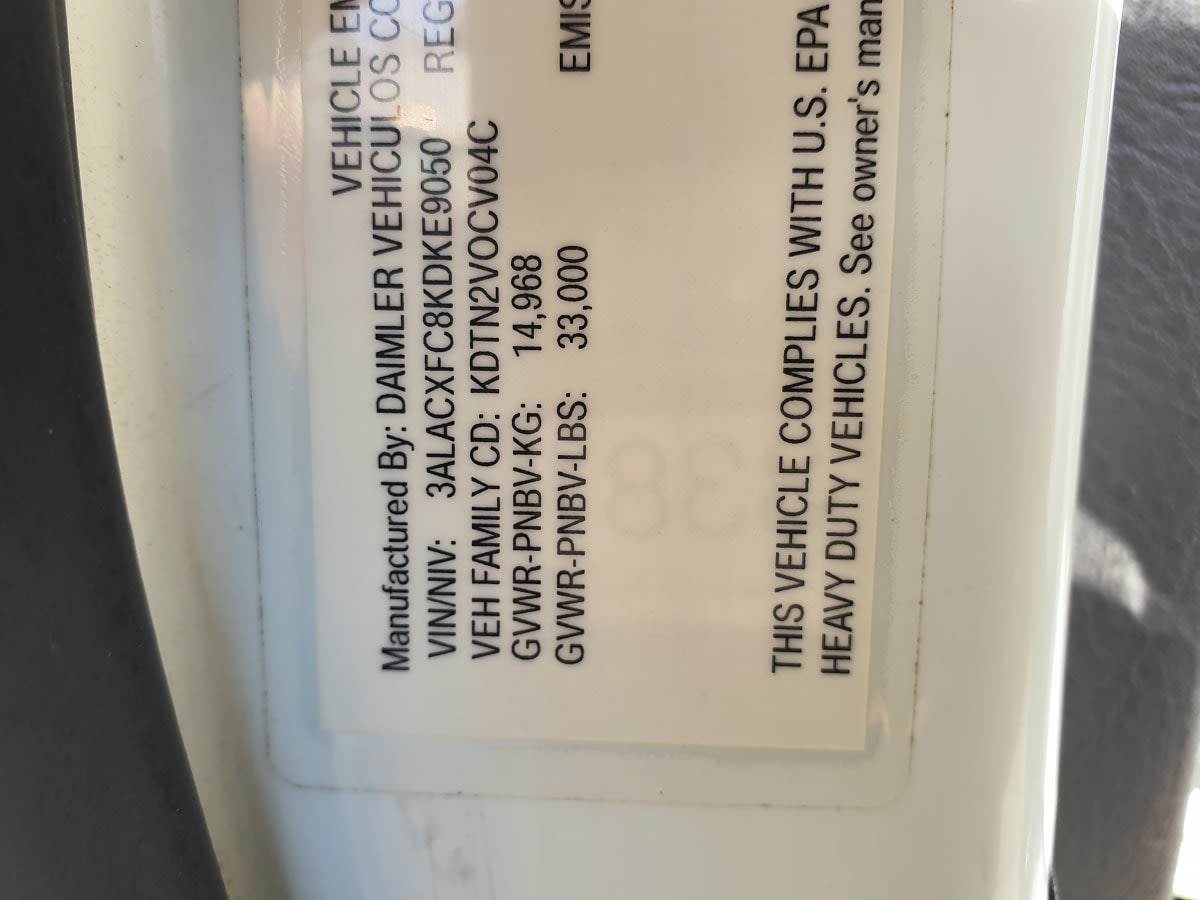 VEHICLE EM
Manufactured By: DAIMLER VEHICULOS CO
VIN/NIV: 3ALACXFC8KDKE9050 REG
VEH FAMILY CD: KDTN2VOCV04C
GVWR-PNBV-KG: 14,968
GVWR-PNBV-LBS: 33,000 EMIS
THIS VEHICLE COMPLIES WITH U.S. EPA
HEAVY DUTY VEHICLES. See owner's man